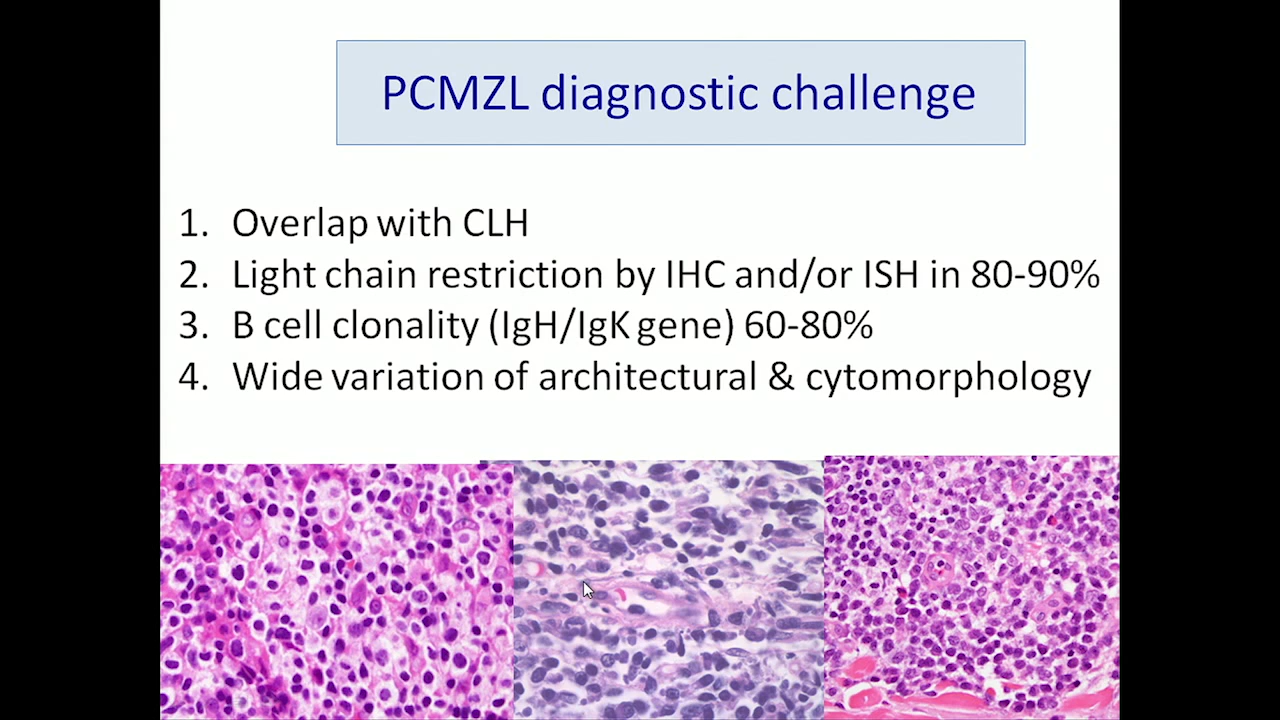 PCMZL diagnostic challenge
1. Overlap with CLH
2. Light chain restriction by IHC and/or ISH in 80-90%
3. B cell clonality (IgH/IgK gene) 60-80%
4. Wide variation of architectural & cytomorphology